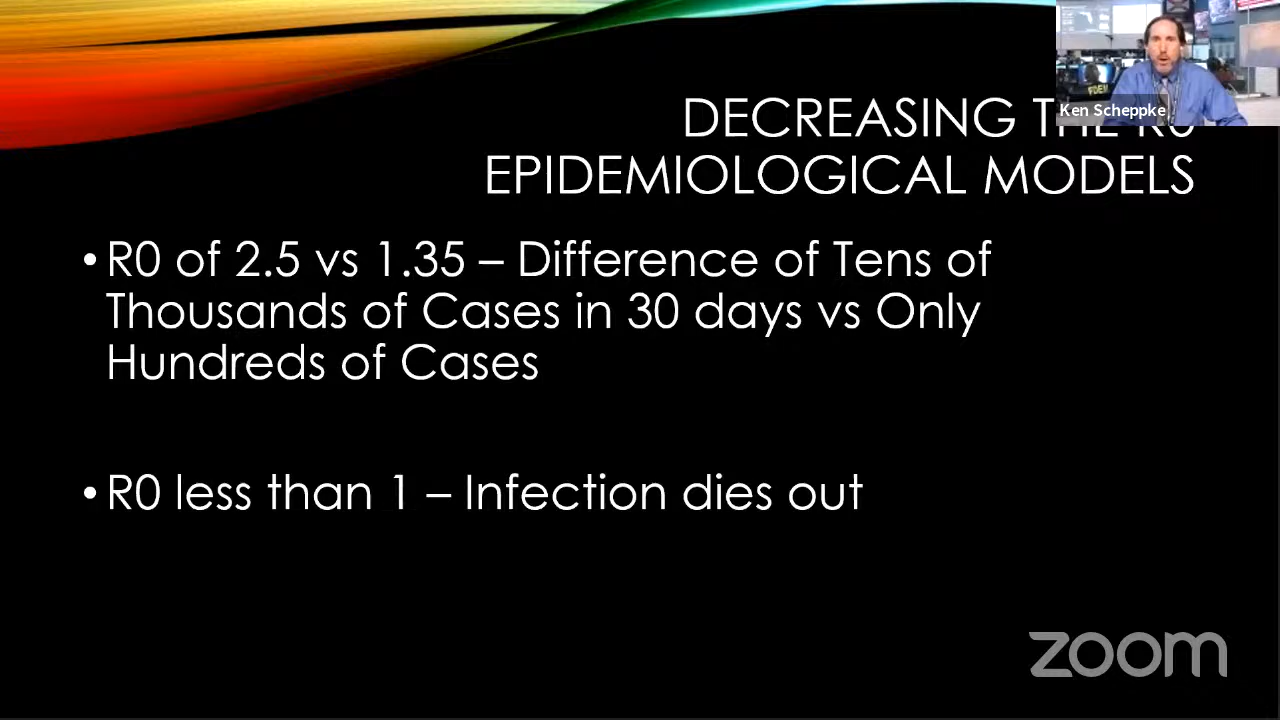 DECREASING THE R0
EPIDEMIOLOGICAL MODELS
Ken Scheppke
• R0 of 2.5 vs 1.35 – Difference of Tens of
Thousands of Cases in 30 days vs Only
Hundreds of Cases
• R0 less than 1 – Infection dies out
zoom